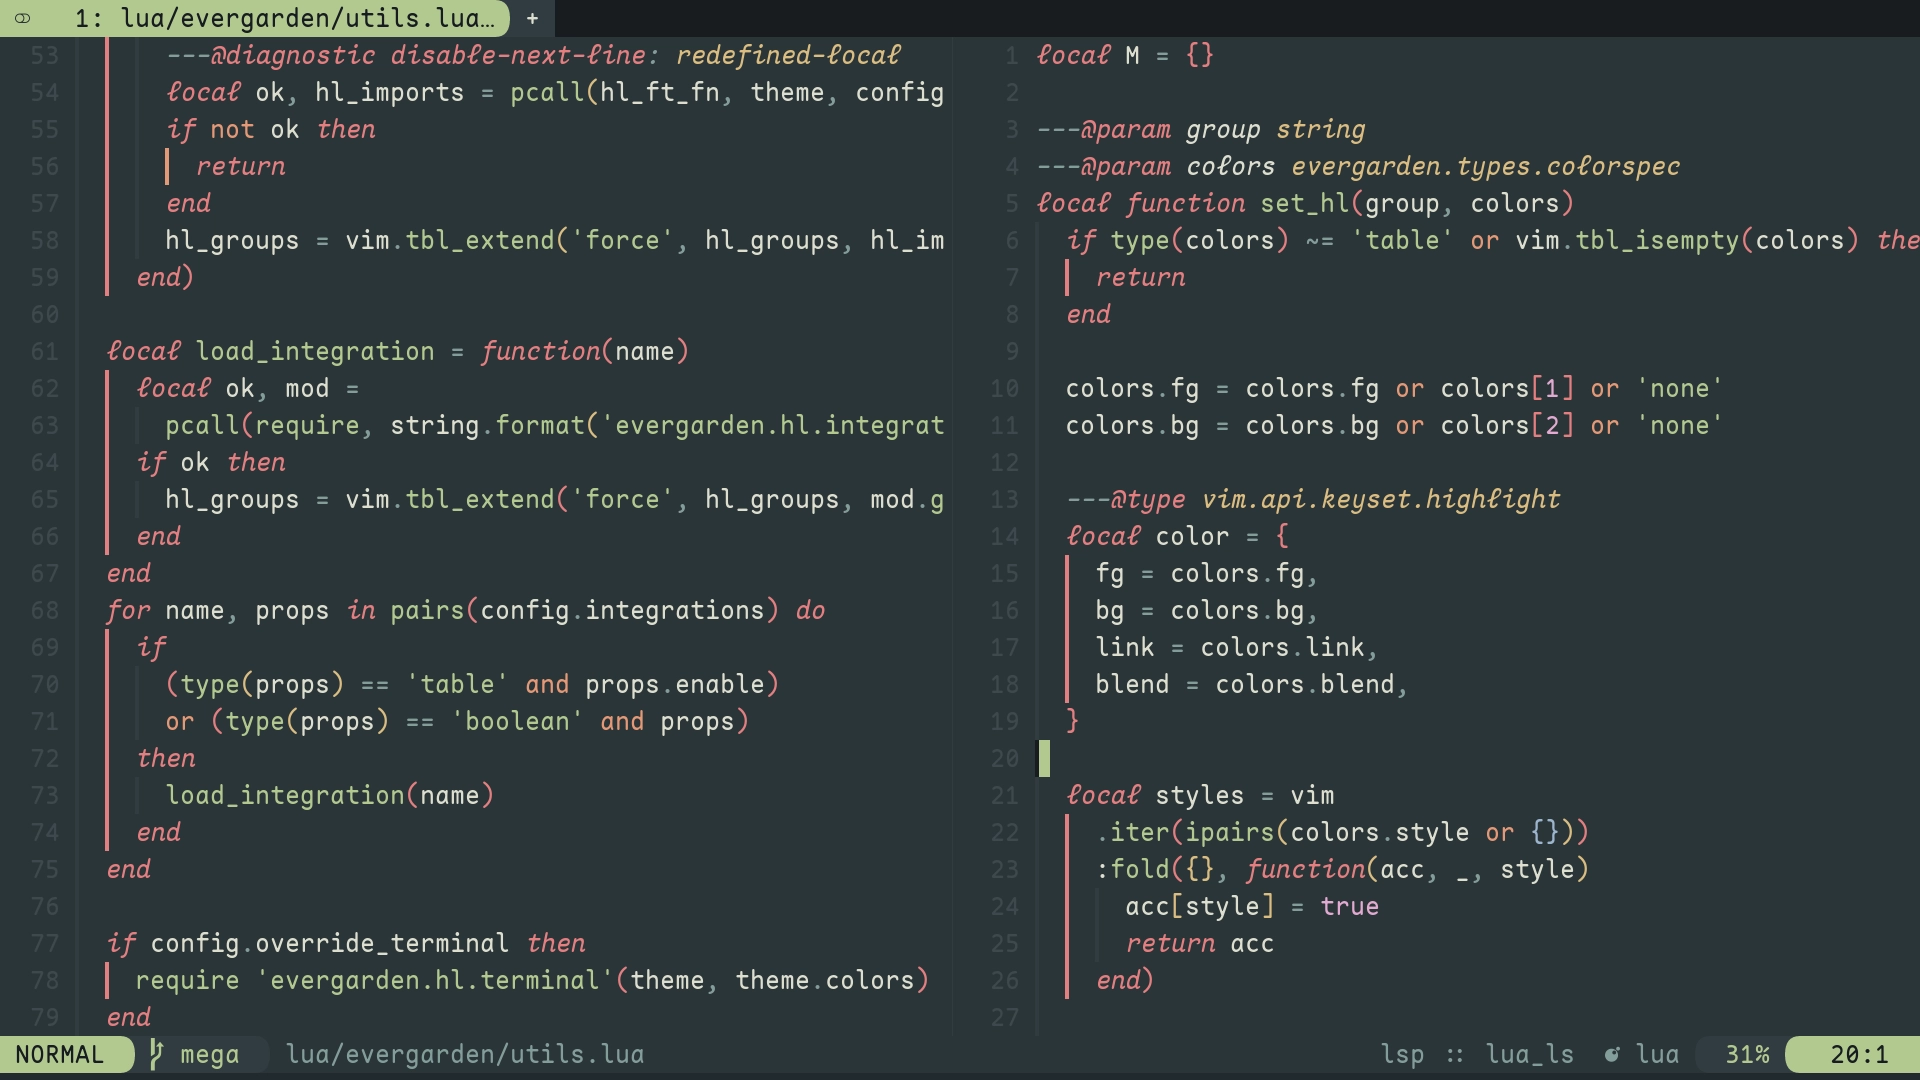 1: lua/evergarden/utils.lua… +
53 ---@diagnostic disable-next-line: redefined-local
54 local ok, hl_imports = pcall(hl_ft_fn, theme, config
55 if not ok then
56 return
57 end
58 hl_groups = vim.tbl_extend('force', hl_groups, hl_im
59 end)
60
61 local load_integration = function(name)
62 local ok, mod =
63 pcall(require, string.format('evergarden.hl.integrat
64 if ok then
65 hl_groups = vim.tbl_extend('force', hl_groups, mod.g
66 end
67 end
68 for name, props in pairs(config.integrations) do
69 if
70 (type(props) == 'table' and props.enable)
71 or (type(props) == 'boolean' and props)
72 then
73 load_integration(name)
74 end
75 end
76
77 if config.override_terminal then
78 require 'evergarden.hl.terminal'(theme, theme.colors)
79 end
1 local M = {}
2
3 ---@param group string
4 ---@param colors evergarden.types.colorspec
5 local function set_hl(group, colors)
6 if type(colors) ~= 'table' or vim.tbl_isempty(colors) the
7 return
8 end
9
10 colors.fg = colors.fg or colors[1] or 'none'
11 colors.bg = colors.bg or colors[2] or 'none'
12
13 ---@type vim.api.keyset.highlight
14 local color = {
15 fg = colors.fg,
16 bg = colors.bg,
17 link = colors.link,
18 blend = colors.blend,
19 }
20
21 local styles = vim
22 .iter(ipairs(colors.style or {}))
23 :fold({}, function(acc, _, style)
24 acc[style] = true
25 return acc
26 end)
27
NORMAL mega lua/evergarden/utils.lua lsp :: lua_ls lua 31% 20:1